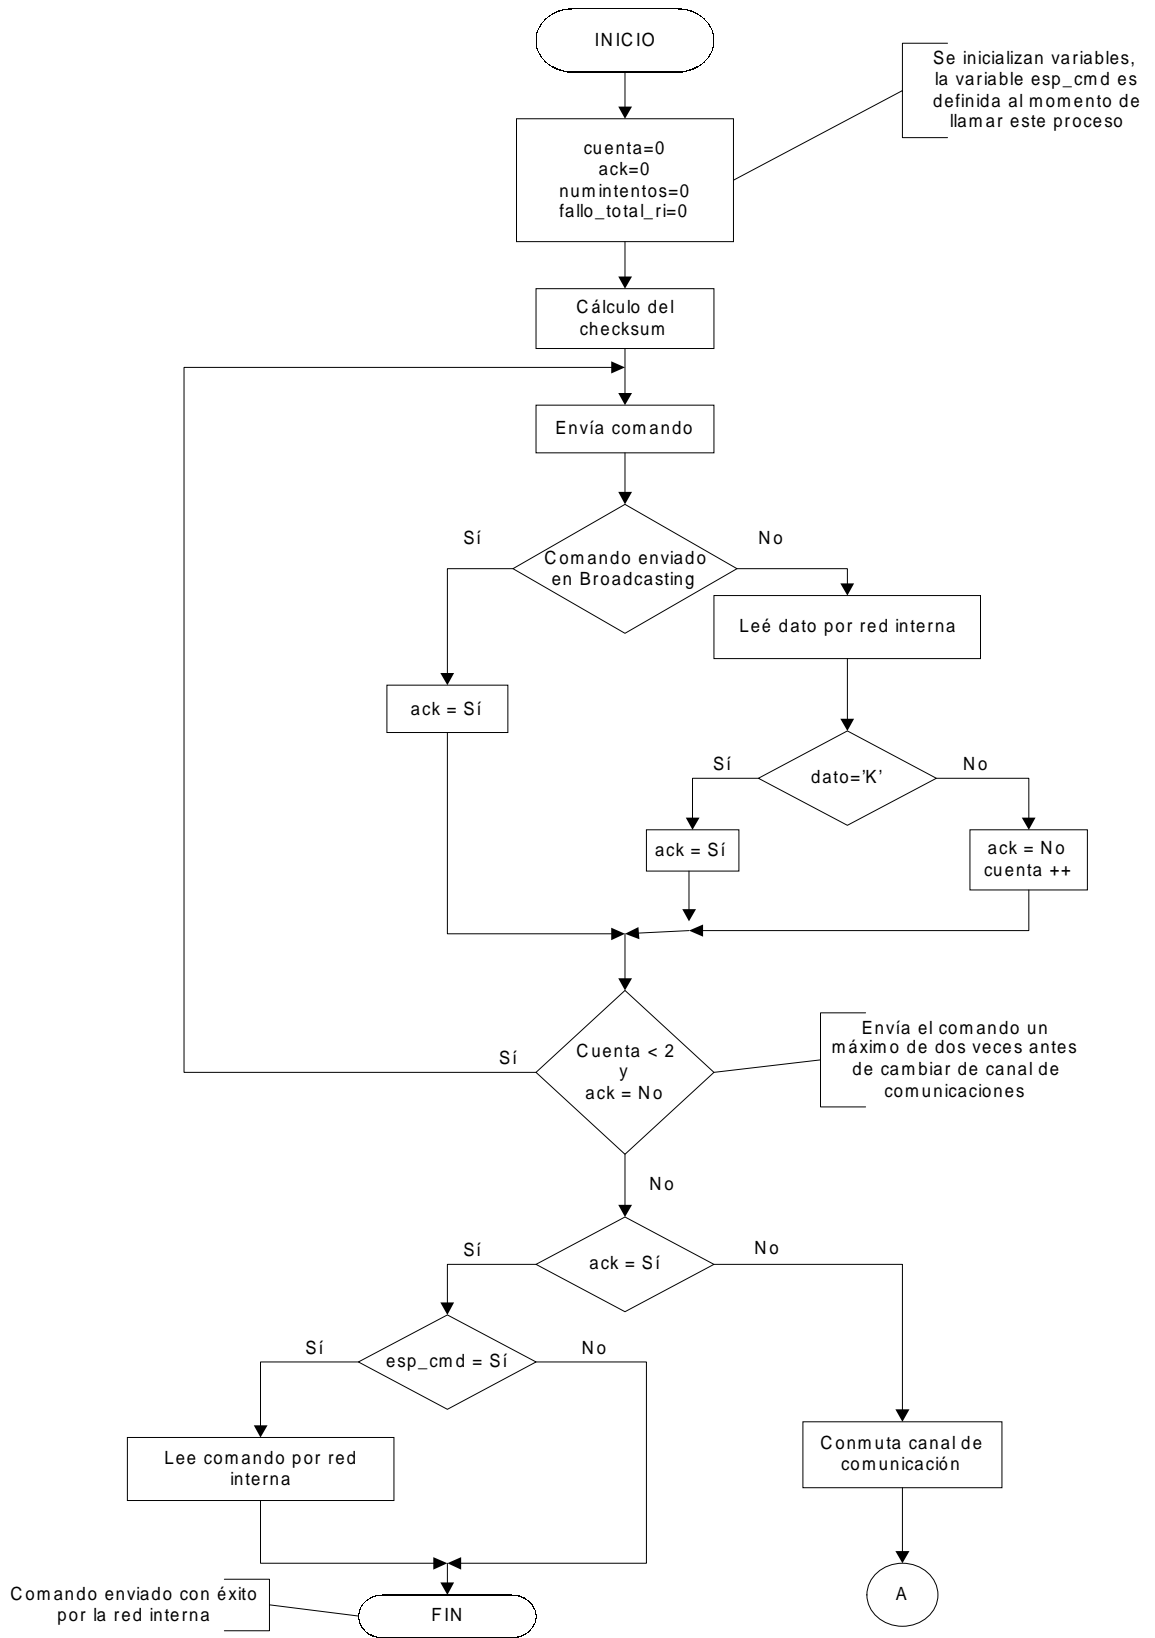 INICIO
Se inicializan variables,
la variable esp_cmd es
definida al momento de
llamar este proceso
cuenta=0
ack=0
numintentos=0
fallo_total_ri=0
Cálculo del
checksum
Envía comando
Sí
No
Comando enviado
en Broadcasting
Leé dato por red interna
ack = Sí
Sí
No
dato='K'
ack = Sí
ack = No
cuenta ++
Envía el comando un
máximo de dos veces antes
de cambiar de canal de
comunicaciones
Sí
Cuenta < 2
y
ack = No
No
Sí
No
ack = Sí
Sí
No
esp_cmd = Sí
Lee comando por red
interna
Conmuta canal de
comunicación
Comando enviado con éxito
por la red interna
FIN
A